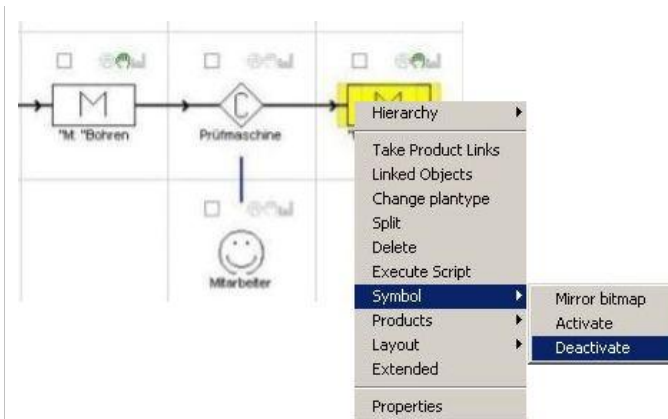 M
"M. "Bohren
C
Prüfmaschine
Mitarbeiter
Hierarchy
Take Product Links
Linked Objects
Change plantype
Split
Delete
Execute Script
Symbol
Products
Layout
Extended
Properties
Mirror bitmap
Activate
Deactivate